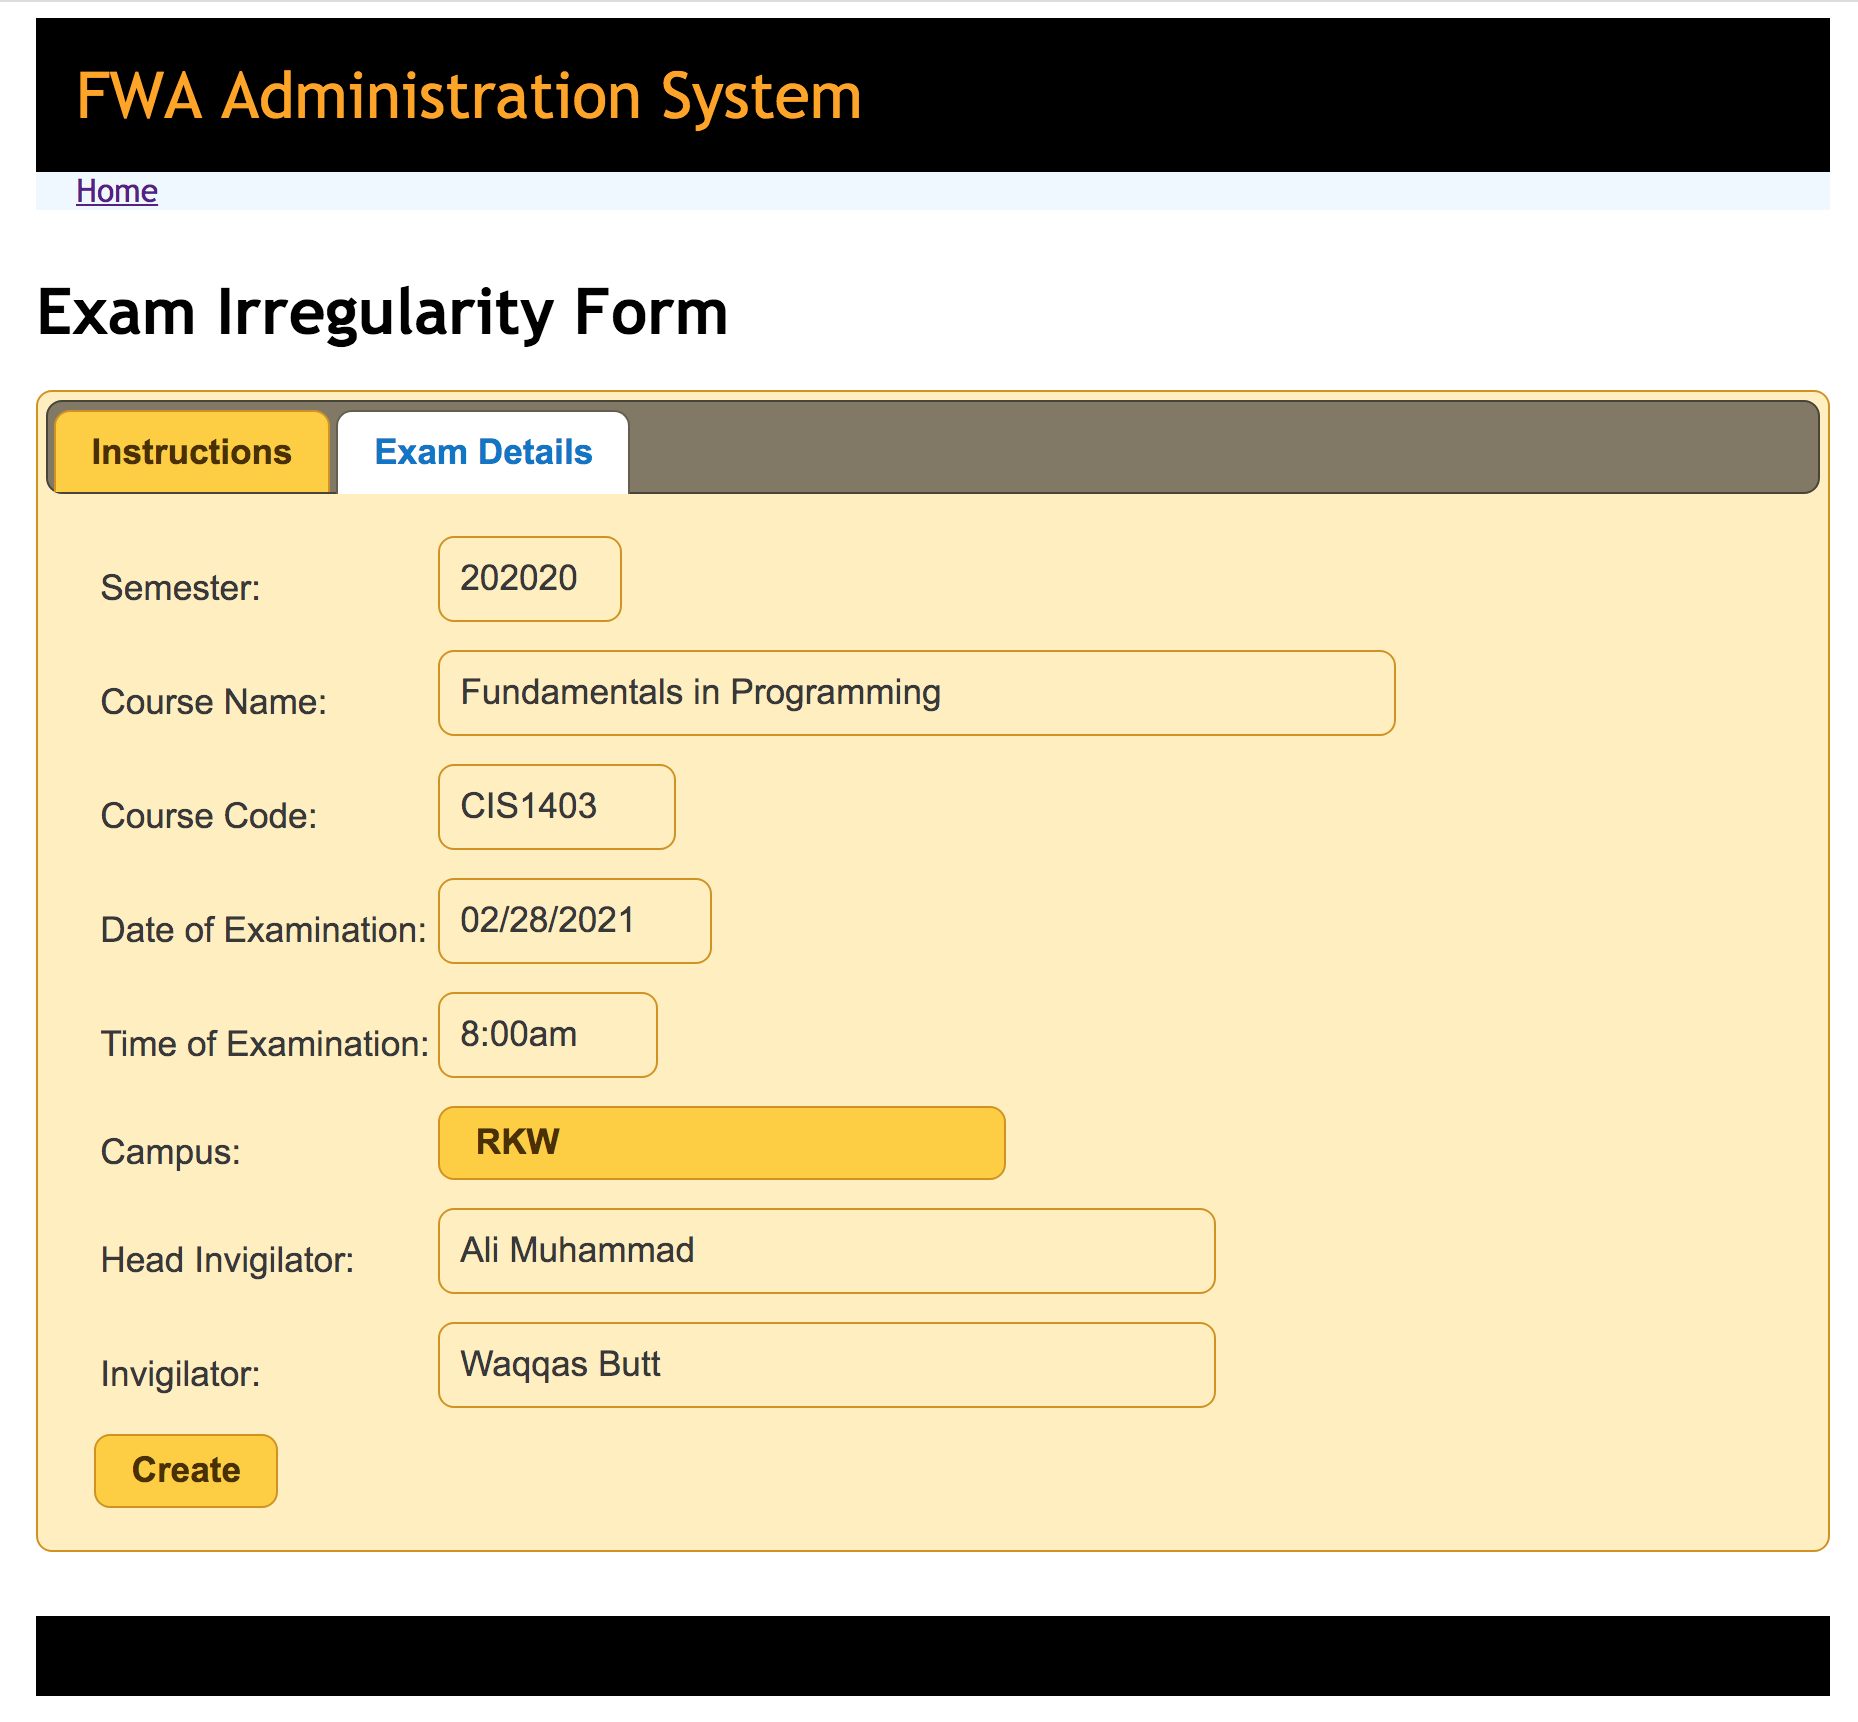 FWA Administration System
Home
Exam Irregularity Form
Instructions Exam Details
Semester: 202020
Course Name: Fundamentals in Programming
Course Code: CIS1403
Date of Examination: 02/28/2021
Time of Examination: 8:00am
Campus: RKW
Head Invigilator: Ali Muhammad
Invigilator: Waqqas Butt
Create